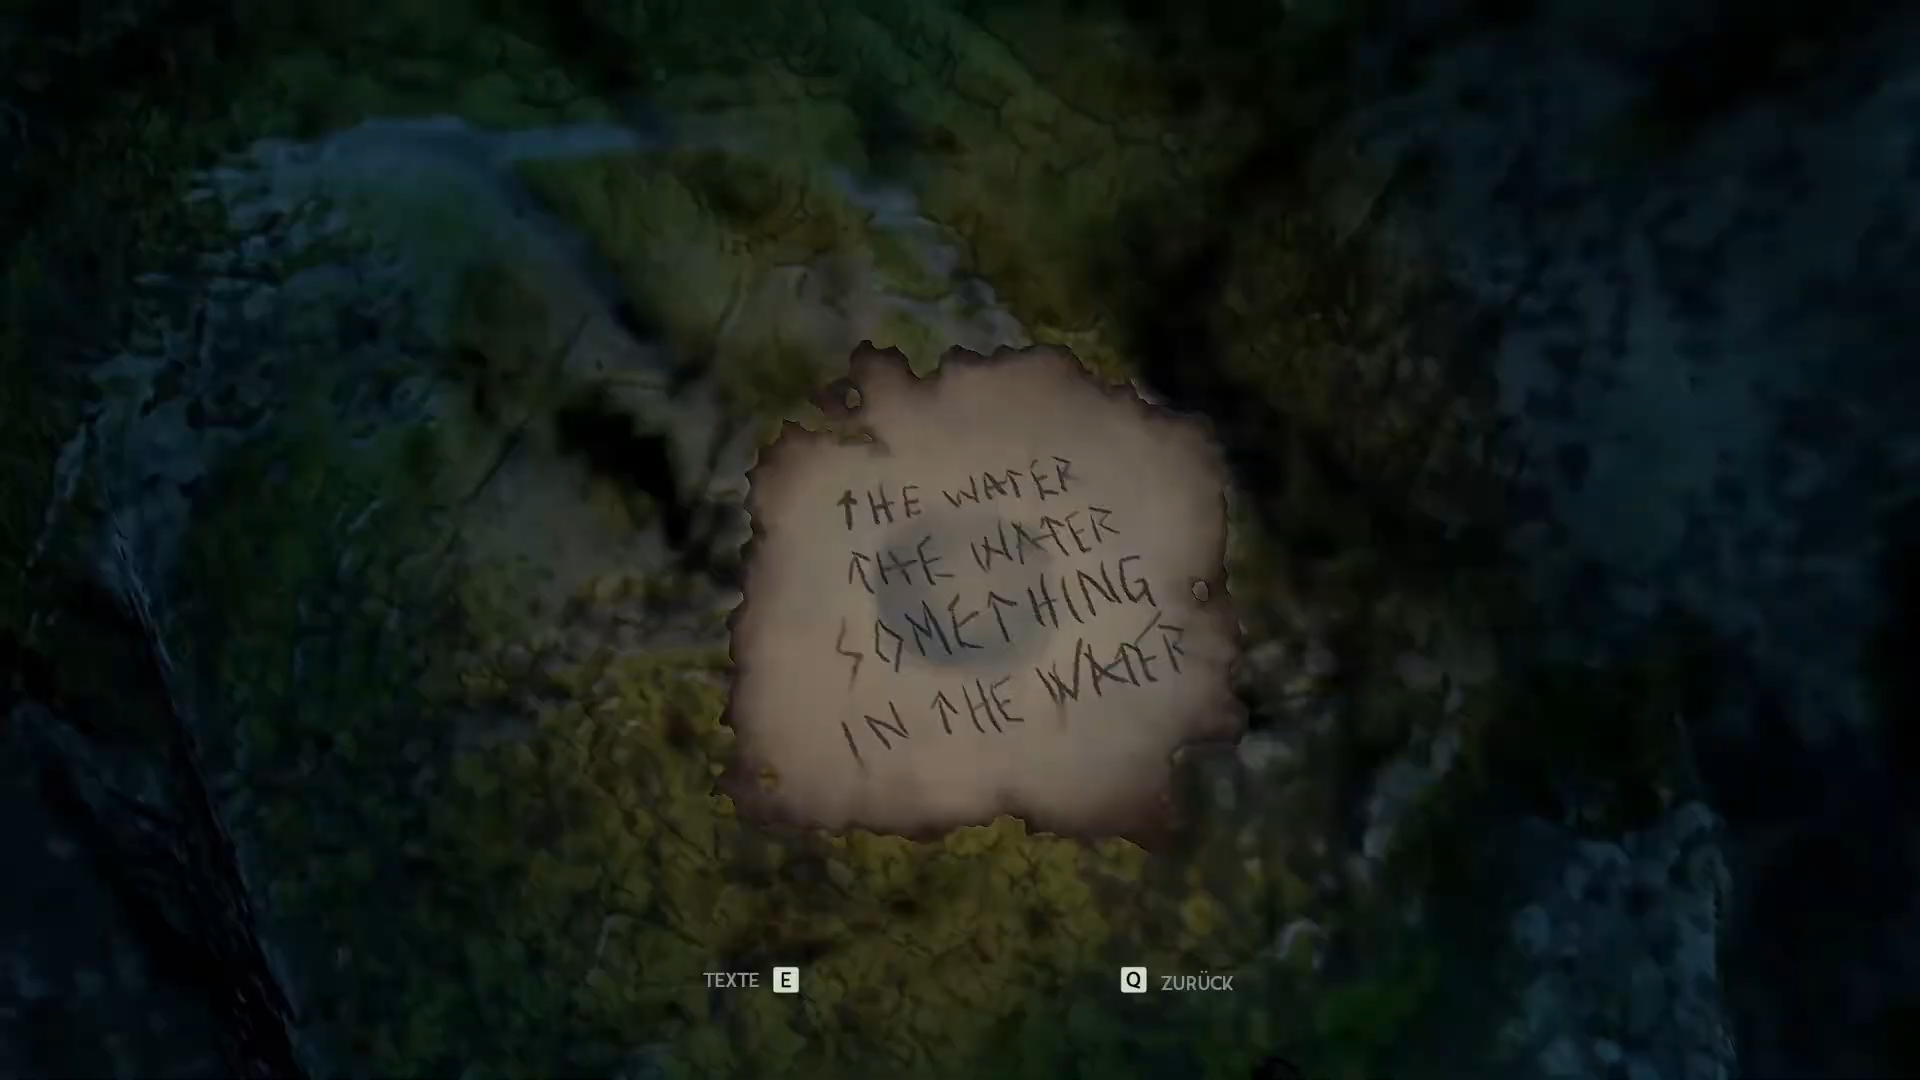 THE WATER
THE WATER
SOMETHING
IN THE WATER
TEXTE E
Q ZURÜCK